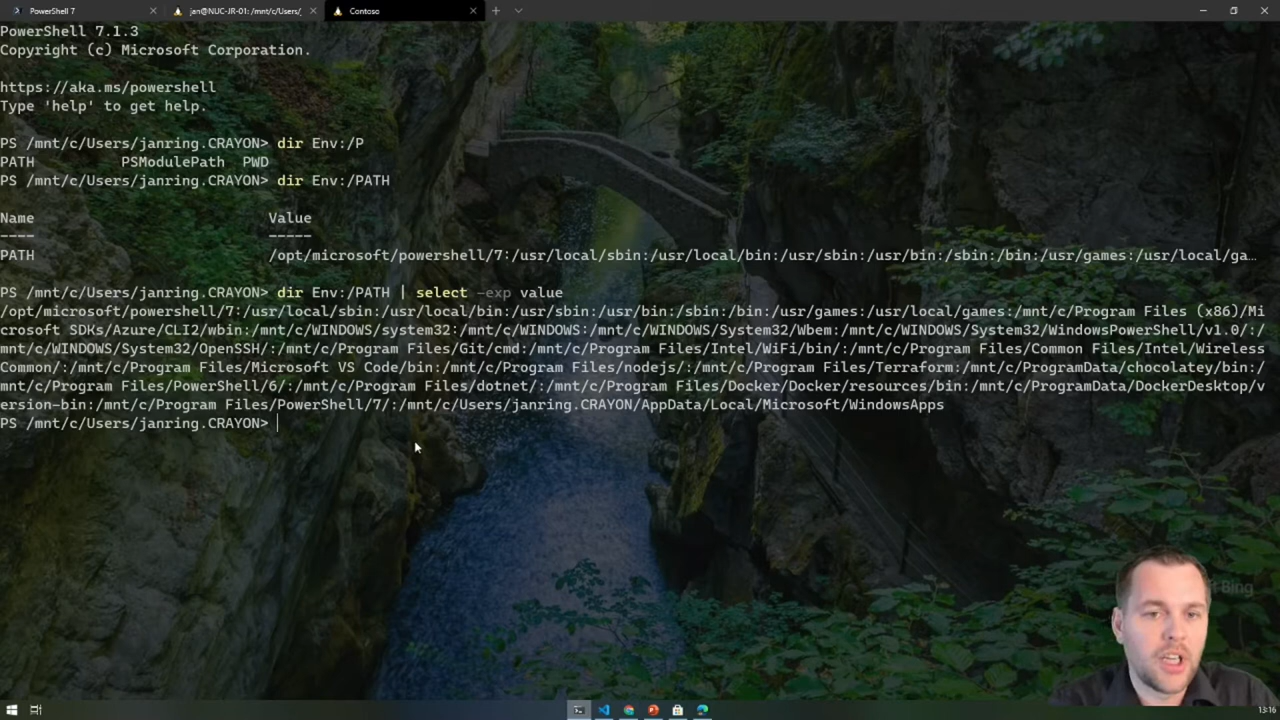 PowerShell 7
jan@NUC-JR-01: /mnt/c/Users/
Contoso
PowerShell 7.1.3
Copyright (c) Microsoft Corporation.
https://aka.ms/powershell
Type 'help' to get help.
PS /mnt/c/Users/janring.CRAYON> dir Env:/P
PATH PSModulePath PWD
PS /mnt/c/Users/janring.CRAYON> dir Env:/PATH
Name Value
---- -----
PATH /opt/microsoft/powershell/7:/usr/local/sbin:/usr/local/bin:/usr/sbin:/usr/bin:/sbin:/bin:/usr/games:/usr/local/ga…
PS /mnt/c/Users/janring.CRAYON> dir Env:/PATH | select -exp value
/opt/microsoft/powershell/7:/usr/local/sbin:/usr/local/bin:/usr/sbin:/usr/bin:/sbin:/bin:/usr/games:/usr/local/games:/mnt/c/Program Files (x86)/Mi
crosoft SDKs/Azure/CLI2/wbin:/mnt/c/WINDOWS/system32:/mnt/c/WINDOWS:/mnt/c/WINDOWS/System32/Wbem:/mnt/c/WINDOWS/System32/WindowsPowerShell/v1.0/:/
mnt/c/WINDOWS/System32/OpenSSH/:/mnt/c/Program Files/Git/cmd:/mnt/c/Program Files/Intel/WiFi/bin/:/mnt/c/Program Files/Common Files/Intel/Wireless
Common/:/mnt/c/Program Files/Microsoft VS Code/bin:/mnt/c/Program Files/nodejs/:/mnt/c/Program Files/Terraform:/mnt/c/ProgramData/chocolatey/bin:/
mnt/c/Program Files/PowerShell/6/:/mnt/c/Program Files/dotnet/:/mnt/c/Program Files/Docker/Docker/resources/bin:/mnt/c/ProgramData/DockerDesktop/v
ersion-bin:/mnt/c/Program Files/PowerShell/7/:/mnt/c/Users/janring.CRAYON/AppData/Local/Microsoft/WindowsApps
PS /mnt/c/Users/janring.CRAYON>
Bing
13:16